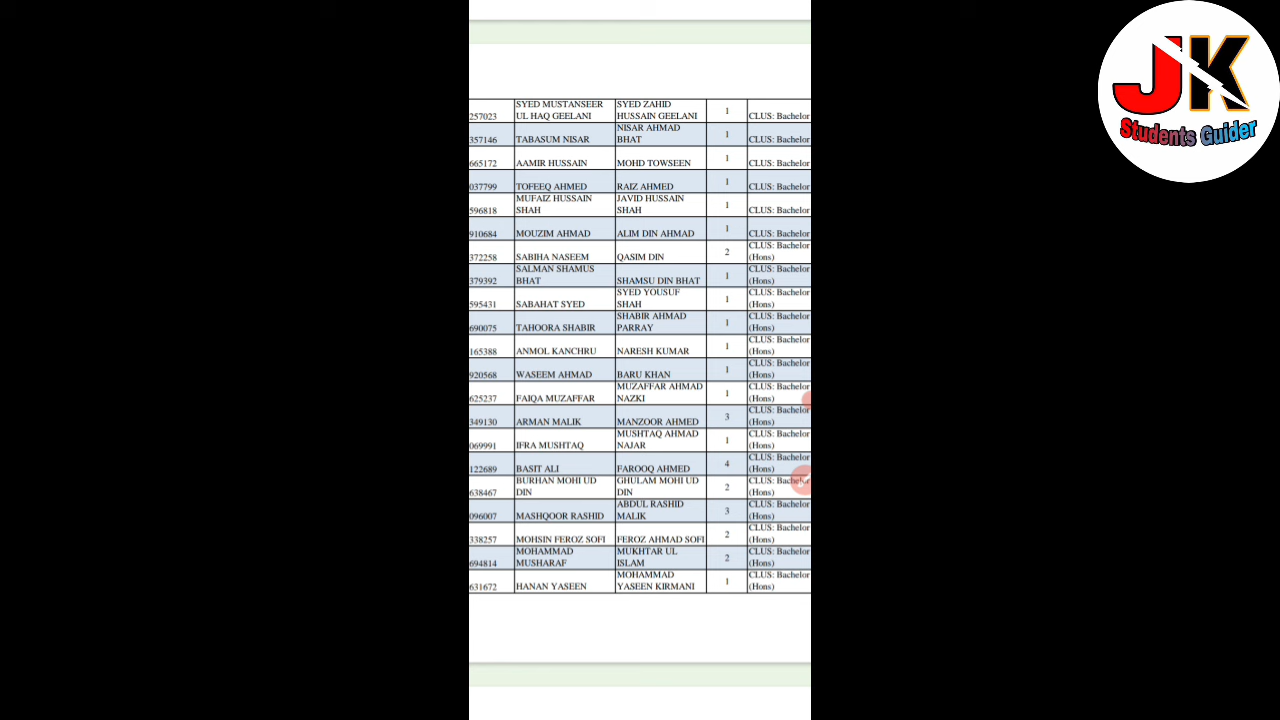 JK
Students Guider
257023 SYED MUSTANSEER UL HAQ GEELANI SYED ZAHID HUSSAIN GEELANI 1 CLUS: Bachelor
357146 TABASUM NISAR NISAR AHMAD BHAT 1 CLUS: Bachelor
665172 AAMIR HUSSAIN MOHD TOWSEEN 1 CLUS: Bachelor
037799 TOFEEQ AHMED RAIZ AHMED 1 CLUS: Bachelor
596818 MUFAIZ HUSSAIN SHAH JAVID HUSSAIN SHAH 1 CLUS: Bachelor
910684 MOUZIM AHMAD ALIM DIN AHMAD 1 CLUS: Bachelor
372258 SABIHA NASEEM QASIM DIN 2 CLUS: Bachelor (Hons)
379392 SALMAN SHAMUS BHAT SHAMSU DIN BHAT 1 CLUS: Bachelor (Hons)
595431 SABAHAT SYED SYED YOUSUF SHAH 1 CLUS: Bachelor (Hons)
690075 TAHOORA SHABIR SHABIR AHMAD PARRAY 1 CLUS: Bachelor (Hons)
165388 ANMOL KANCHRU NARESH KUMAR 1 CLUS: Bachelor (Hons)
920568 WASEEM AHMAD BARU KHAN 1 CLUS: Bachelor (Hons)
625237 FAIQA MUZAFFAR MUZAFFAR AHMAD NAZKI 1 CLUS: Bachelor (Hons)
349130 ARMAN MALIK MANZOOR AHMED 3 CLUS: Bachelor (Hons)
069991 IFRA MUSHTAQ MUSHTAQ AHMAD NAJAR 1 CLUS: Bachelor (Hons)
122689 BASIT ALI FAROOQ AHMED 4 CLUS: Bachelor (Hons)
638467 BURHAN MOHI UD DIN GHULAM MOHI UD DIN 2 CLUS: Bachelor (Hons)
096007 MASHQOOR RASHID ABDUL RASHID MALIK 3 CLUS: Bachelor (Hons)
338257 MOHSIN FEROZ SOFI FEROZ AHMAD SOFI 2 CLUS: Bachelor (Hons)
694814 MOHAMMAD MUSHARAF MUKHTAR UL ISLAM 2 CLUS: Bachelor (Hons)
631672 HANAN YASEEN MOHAMMAD YASEEN KIRMANI 1 CLUS: Bachelor (Hons)